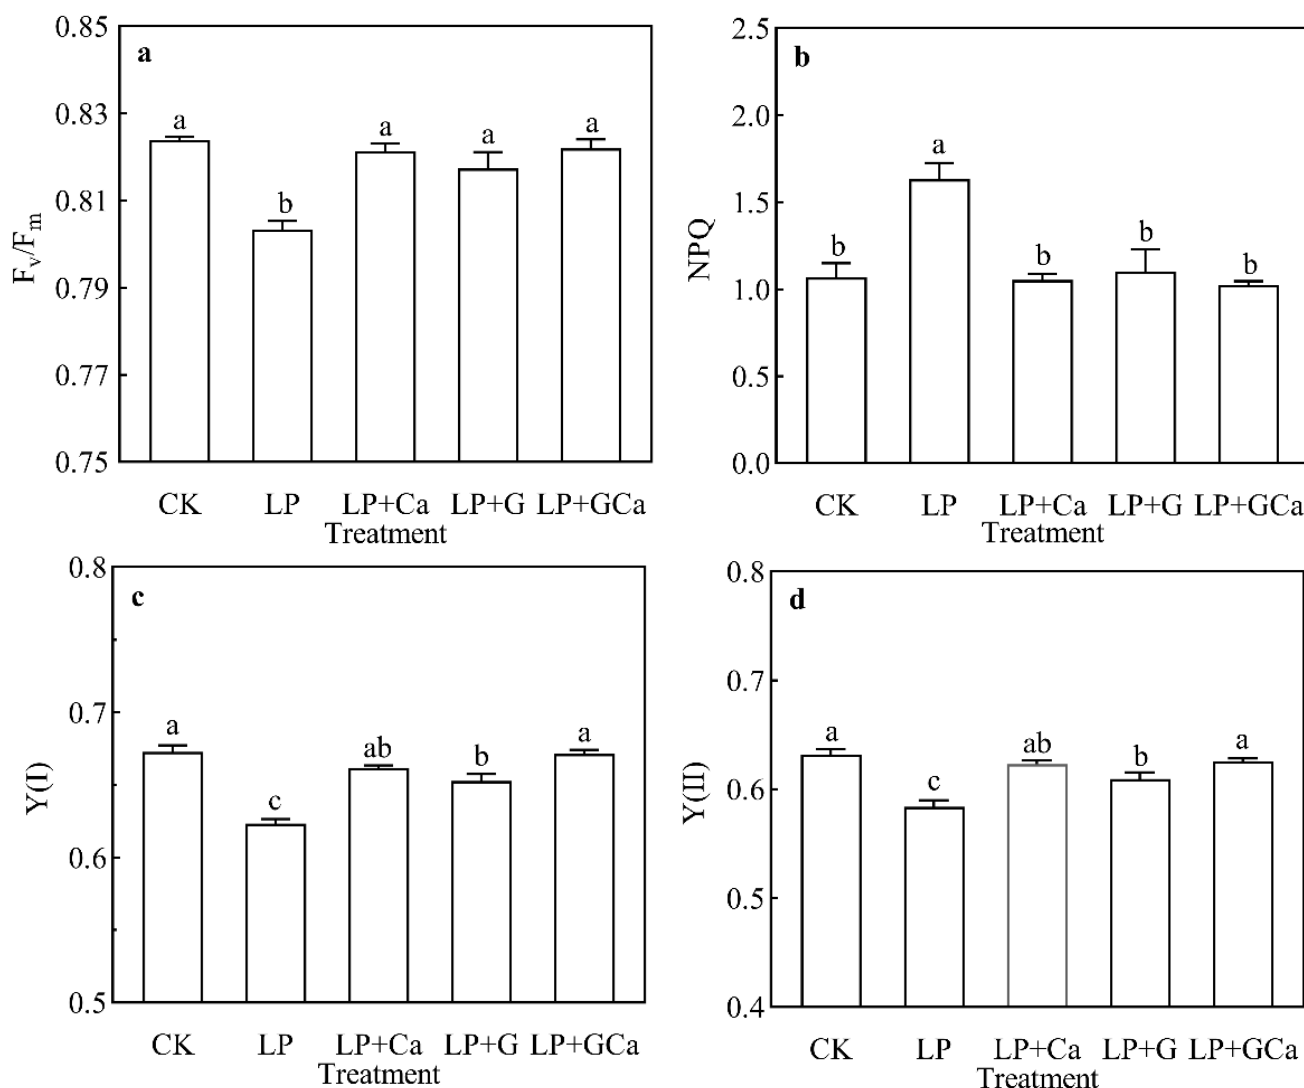 a
0.85
0.83
0.81
0.79
0.77
0.75
Fv/Fm
a
b
a
a
a
CK LP LP+Ca LP+G LP+GCa
Treatment
b
2.5
2.0
1.5
1.0
0.5
0.0
NPQ
b
a
b
b
b
CK LP LP+Ca LP+G LP+GCa
Treatment
c
0.8
0.7
0.6
0.5
Y(I)
a
c
ab
b
a
CK LP LP+Ca LP+G LP+GCa
Treatment
d
0.8
0.7
0.6
0.5
0.4
Y(II)
a
c
ab
b
a
CK LP LP+Ca LP+G LP+GCa
Treatment